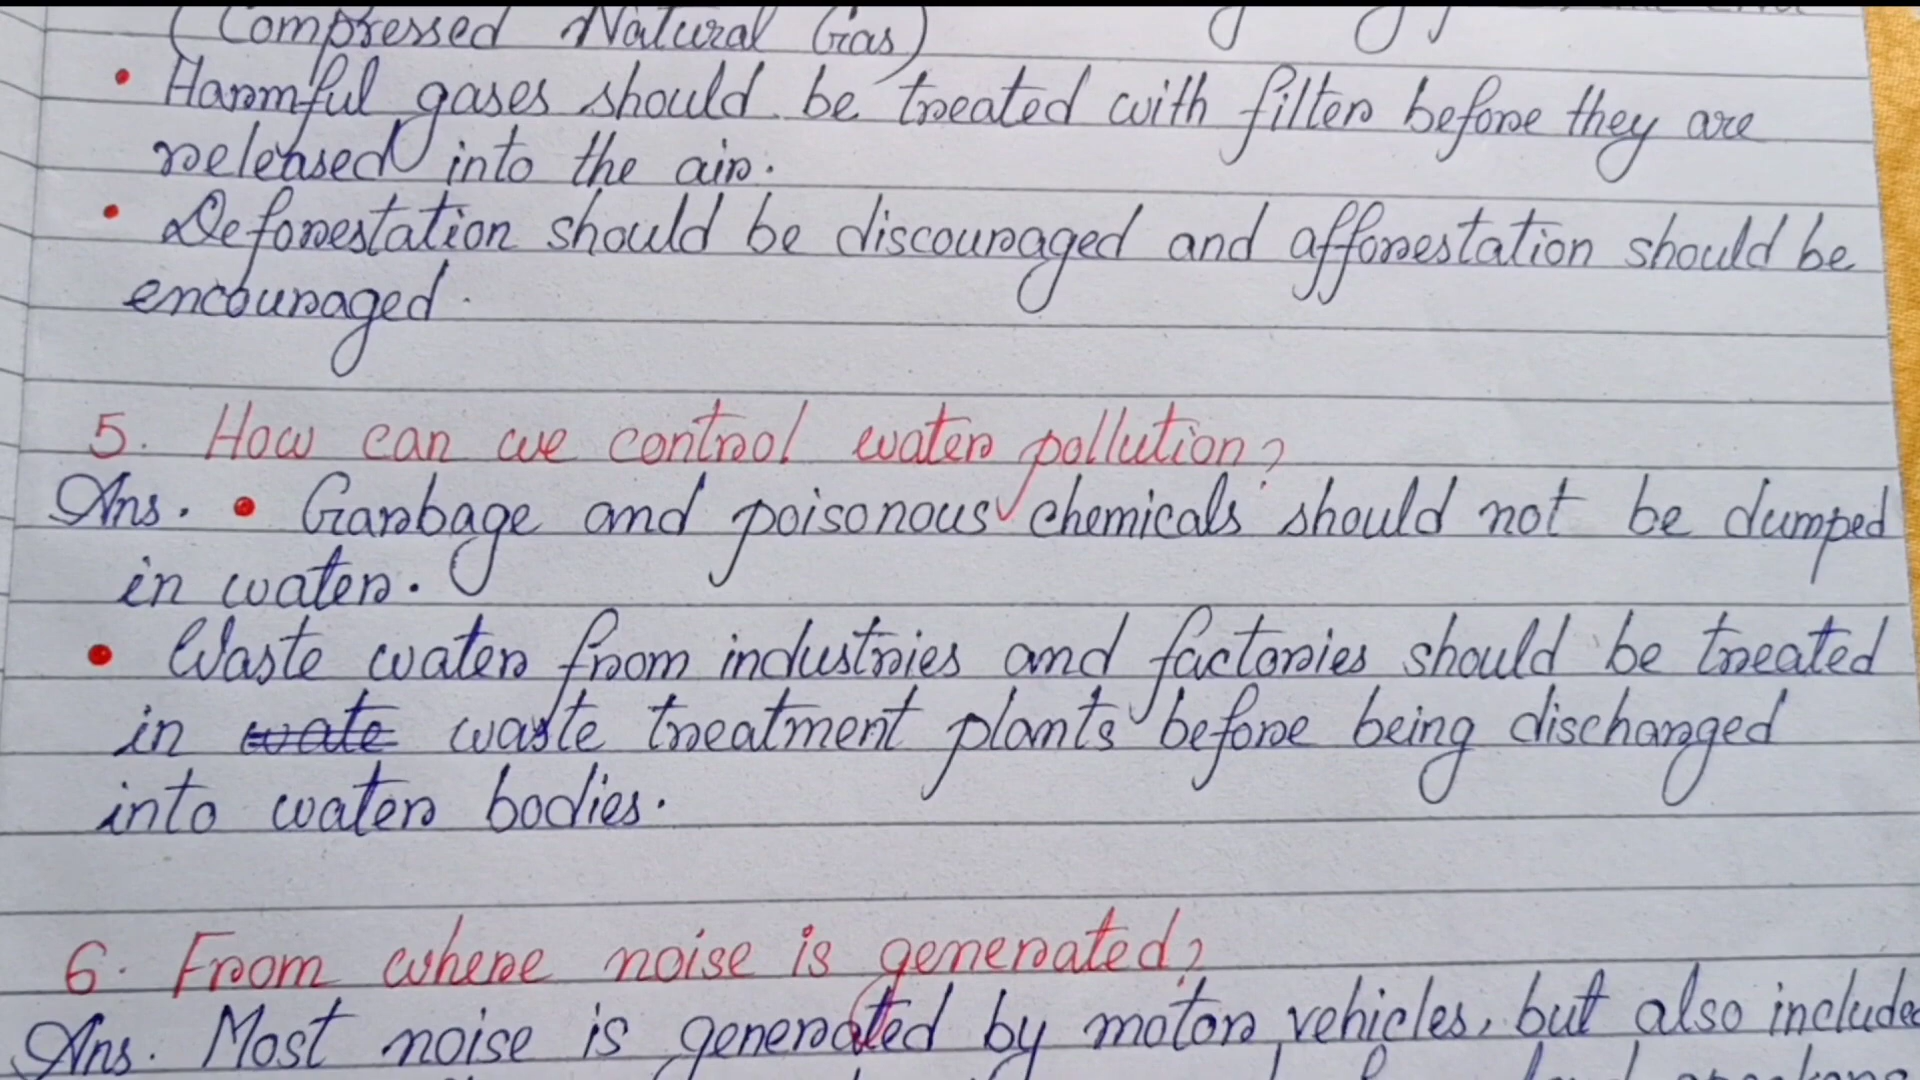 (Compressed Natural Gas)
• Harmful gases should be treated with filter before they are
released into the air.
• Deforestation should be discouraged and afforestation should be
encouraged.
5. How can we control water pollution?
Ans. • Garbage and poisonous chemicals should not be dumped
in water.
• Waste water from industries and factories should be treated
in wate waste treatment plants before being discharged
into water bodies.
6. From where noise is generated?
Ans. Most noise is generated by motor vehicles, but also include